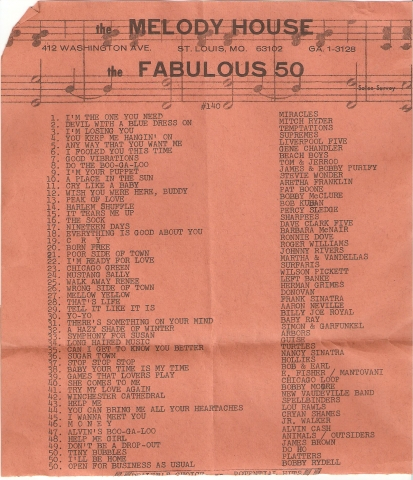 the MELODY HOUSE
412 WASHINGTON AVE. ST. LOUIS, MO. 63102 GA. 1-3128
the FABULOUS 50
Sales Survey
#140
1. I'M THE ONE YOU NEED MIRACLES
2. DEVIL WITH A BLUE DRESS ON MITCH RYDER
3. I'M LOSING YOU TEMPTATIONS
4. YOU KEEP ME HANGIN' ON SUPREMES
5. ANY WAY THAT YOU WANT ME LIVERPOOL FIVE
6. I FOOLED YOU THIS TIME GENE CHANDLER
7. GOOD VIBRATIONS BEACH BOYS
8. DO THE BOO-GA-LOO TOM & JERROD
9. I'M YOUR PUPPET JAMES & BOBBY PURIFY
10. A PLACE IN THE SUN STEVIE WONDER
11. CRY LIKE A BABY ARETHA FRANKLIN
12. WISH YOU WERE HERE, BUDDY PAT BOONE
13. PEAK OF LOVE BOBBY McCLURE
14. HARLEM SHUFFLE BOB KUBAN
15. IT TEARS ME UP PERCY SLEDGE
16. THE SOCK SHARPEES
17. NINETEEN DAYS DAVE CLARK FIVE
18. EVERYTHING IS GOOD ABOUT YOU BARBARA McNAIR
19. C R Y RONNIE DOVE
20. BORN FREE ROGER WILLIAMS
21. POOR SIDE OF TOWN JOHNNY RIVERS
22. I'M READY FOR LOVE MARTHA & VANDELLAS
23. CHICAGO GREEN SURFARIS
24. MUSTANG SALLY WILSON PICKETT
25. WALK AWAY RENEE LEFT BANKE
26. WRONG SIDE OF TOWN HERMAN GRIMES
27. MELLOW YELLOW DONOVAN
28. THAT'S LIFE FRANK SINATRA
29. TELL IT LIKE IT IS AARON NEVILLE
30. YO-YO BILLY JOE ROYAL
31. THERE'S SOMETHING ON YOUR MIND BABY RAY
32. A HAZY SHADE OF WINTER SIMON & GARFUNKEL
33. SYMPHONY FOR SUSAN ARBORS
34. LONG HAIRED MUSIC GUISE
35. CAN I GET TO KNOW YOU BETTER TURTLES
36. SUGAR TOWN NANCY SINATRA
37. STOP STOP STOP HOLLINS
38. BABY YOUR TIME IS MY TIME BOB & EARL
39. GAMES THAT LOVERS PLAY E. FISHER / MANTOVANI
40. SHE COMES TO ME CHICAGO LOOP
41. TRY MY LOVE AGAIN BOBBY MOORE
42. WINCHESTER CATHEDRAL NEW VAUDEVILLE BAND
43. HELP ME SPELLBINDERS
44. YOU CAN BRING ME ALL YOUR HEARTACHES LOU RAWLS
45. I WANNA MEET YOU CRYAN SHAMES
46. M O N E Y JR. WALKER
47. ALVIN'S BOO-GA-LOO ALVIN CASH
48. HELP ME GIRL ANIMALS / OUTSIDERS
49. DON'T BE A DROP-OUT JAMES BROWN
50. TINY BUBBLES DO HO
50. I'LL BE HOME PLATTERS
50. OPEN FOR BUSINESS AS USUAL BOBBY RYDELL